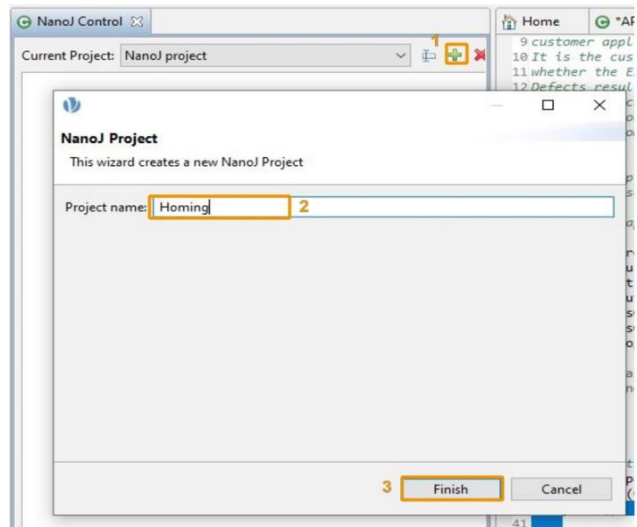 NanoJ Control
Home
*AP
1
Current Project: NanoJ project
9 customer appl
10 It is the cus
11 whether the E
12 Defects resul
NanoJ Project
This wizard creates a new NanoJ Project
Project name: Homing
2
3
Finish
Cancel
41